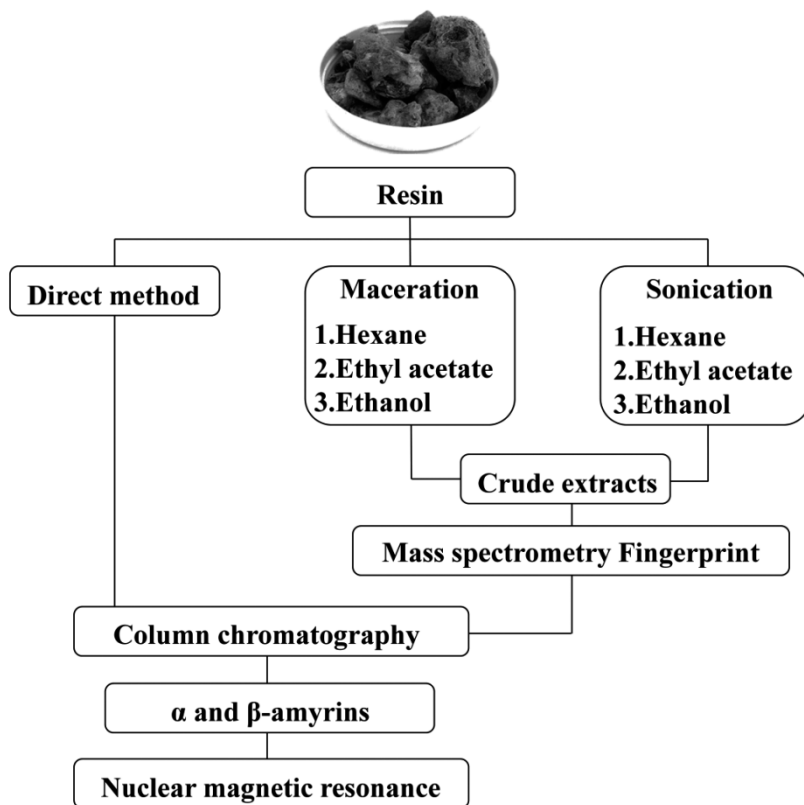 Resin
Direct method
Maceration
1.Hexane
2.Ethyl acetate
3.Ethanol
Sonication
1.Hexane
2.Ethyl acetate
3.Ethanol
Crude extracts
Mass spectrometry Fingerprint
Column chromatography
α and β-amyrins
Nuclear magnetic resonance